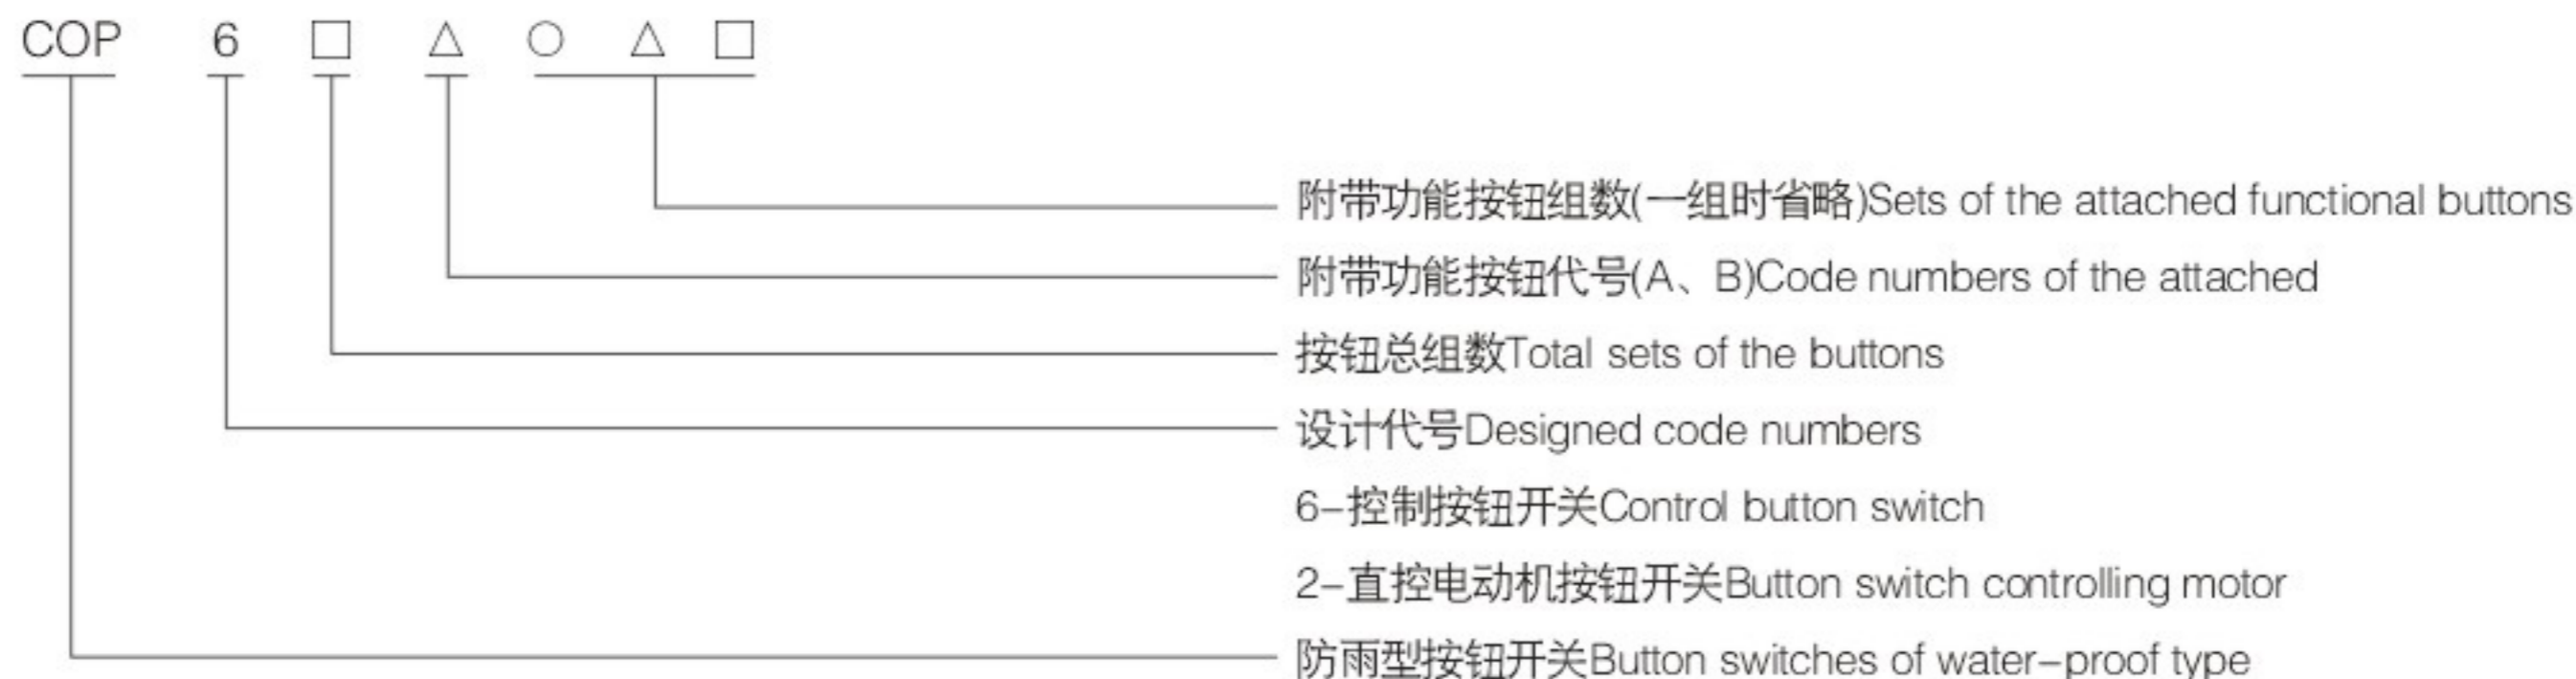 COP 6 □ △ ○ △ □
附带功能按钮组数(一组时省略)Sets of the attached functional buttons
附带功能按钮代号(A、B)Code numbers of the attached
按钮总组数Total sets of the buttons
设计代号Designed code numbers
6-控制按钮开关Control button switch
2-直控电动机按钮开关Button switch controlling motor
防雨型按钮开关Button switches of water-proof type